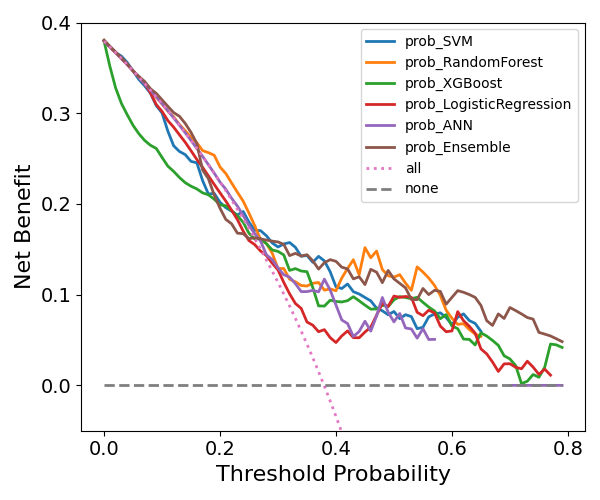 0.4
0.3
0.2
0.1
0.0
Net Benefit
prob_SVM
prob_RandomForest
prob_XGBoost
prob_LogisticRegression
prob_ANN
prob_Ensemble
all
none
0.0 0.2 0.4 0.6 0.8
Threshold Probability